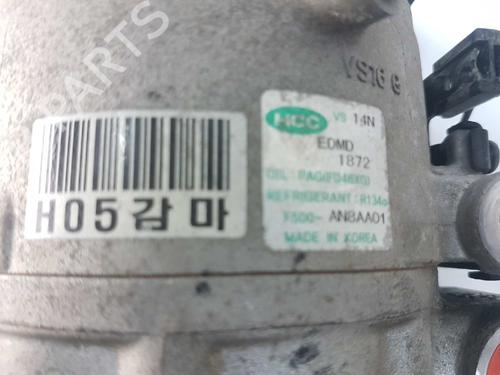 PARTS
VS16 G
HCC VS 14N
EDMD
1872
OIL : PAG(FD46XG)
REFRIGERANT : R134a
F500- AN8AA01
MADE IN KOREA
H05감마